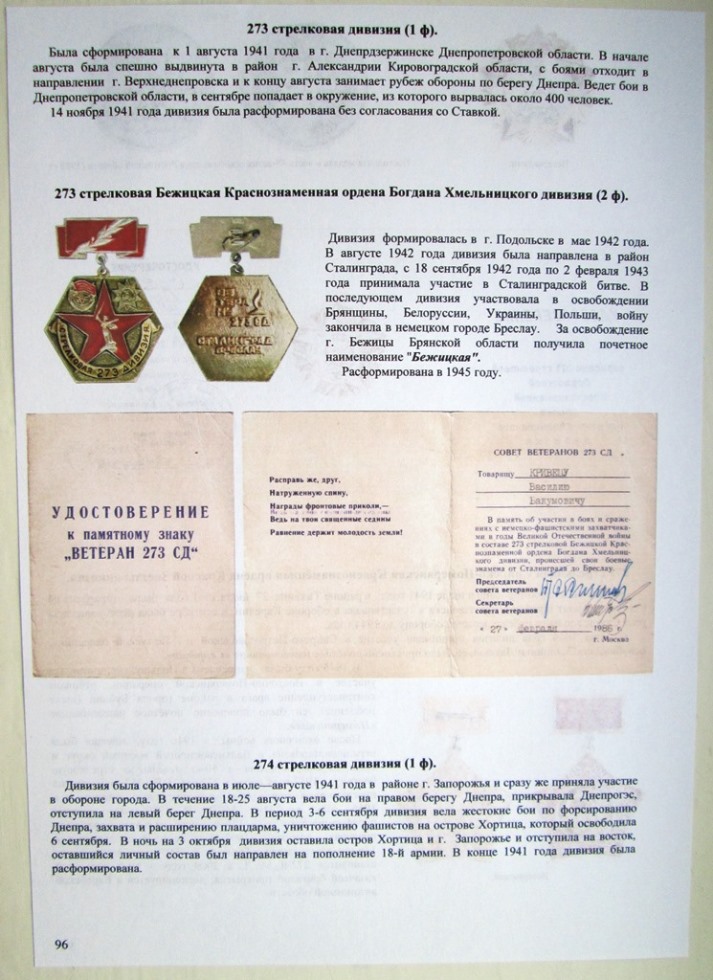 273 стрелковая дивизия (1 ф).
Была сформирована к 1 августа 1941 года в г. Днепрдзержинске Днепропетровской области. В начале
августа была спешно выдвинута в район г. Александрии Кировоградской области, с боями отходит в
направлении г. Верхнеднепровска и к концу августа занимает рубеж обороны по берегу Днепра. Ведет бои в
Днепропетровской области, в сентябре попадает в окружение, из которого вырвалась около 400 человек.
14 ноября 1941 года дивизия была расформирована без согласования со Ставкой.
273 стрелковая Бежицкая Краснознаменная ордена Богдана Хмельницкого дивизия (2 ф).
СТРЕЛКОВАЯ 273 ДИВИЗИЯ
Дивизия формировалась в г. Подольске в мае 1942 года.
В августе 1942 года дивизия была направлена в район
Сталинграда, с 18 сентября 1942 года по 2 февраля 1943
года принимала участие в Сталинградской битве. В
последующем дивизия участвовала в освобождении
Брянщины, Белоруссии, Украины, Польши, войну
закончила в немецком городе Бреслау. За освобождение
г. Бежицы Брянской области получила почетное
наименование "Бежицкая".
Расформирована в 1945 году.
УДОСТОВЕРЕНИЕ
к памятному знаку
„ВЕТЕРАН 273 СД“
Расправь же, друг,
Натруженную спину,
Награды фронтовые приколи,—
Ведь на твои священные седины
Равнение держит молодость земли!
СОВЕТ ВЕТЕРАНОВ 273 СД
Товарищу КРИВЕЦУ
Василию
В память об участии в боях и сраже-
ниях с немецко-фашистскими захватчика-
ми в годы Великой Отечественной войны
в составе 273 стрелковой Бежицкой Крас-
нознаменной ордена Богдана Хмельниц-
кого дивизии, пронесшей свои боевые
знамена от Сталинграда до Бреслау.
Председатель
совета ветеранов
Секретарь
совета ветеранов
« 27 » февраля 1986 г.
г. Москва
274 стрелковая дивизия (1 ф).
Дивизия была сформирована в июле—августе 1941 года в районе г. Запорожья и сразу же приняла участие
в обороне города. В течение 18-25 августа вела бои на правом берегу Днепра, прикрывала Днепрогэс,
отступила на левый берег Днепра. В период 3-6 сентября дивизия вела жестокие бои по форсированию
Днепра, захвата и расширению плацдарма, уничтожению фашистов на острове Хортица, который освободила
6 сентября. В ночь на 3 октября дивизия оставила остров Хортица и г. Запорожье и отступила на восток,
оставшийся личный состав был направлен на пополнение 18-й армии. В конце 1941 года дивизия была
расформирована.
96